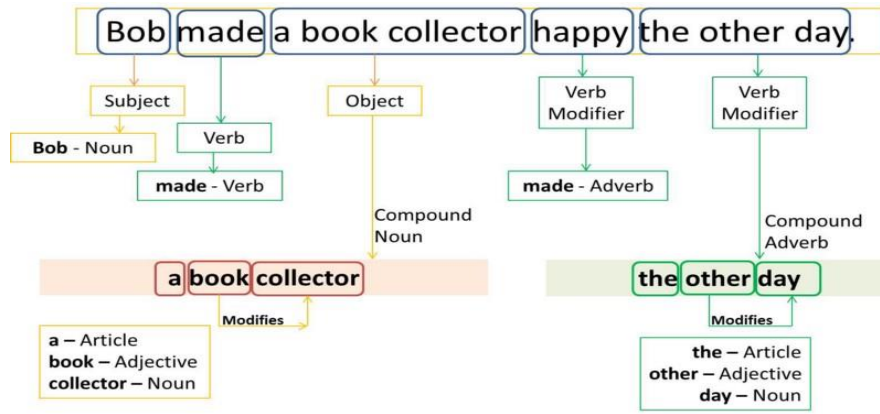 Bob made a book collector happy the other day.
Subject
Object
Verb
Modifier
Verb
Modifier
Bob - Noun
Verb
made - Verb
made - Adverb
Compound
Noun
Compound
Adverb
a book collector
the other day
Modifies
Modifies
a – Article
book – Adjective
collector – Noun
the – Article
other – Adjective
day – Noun